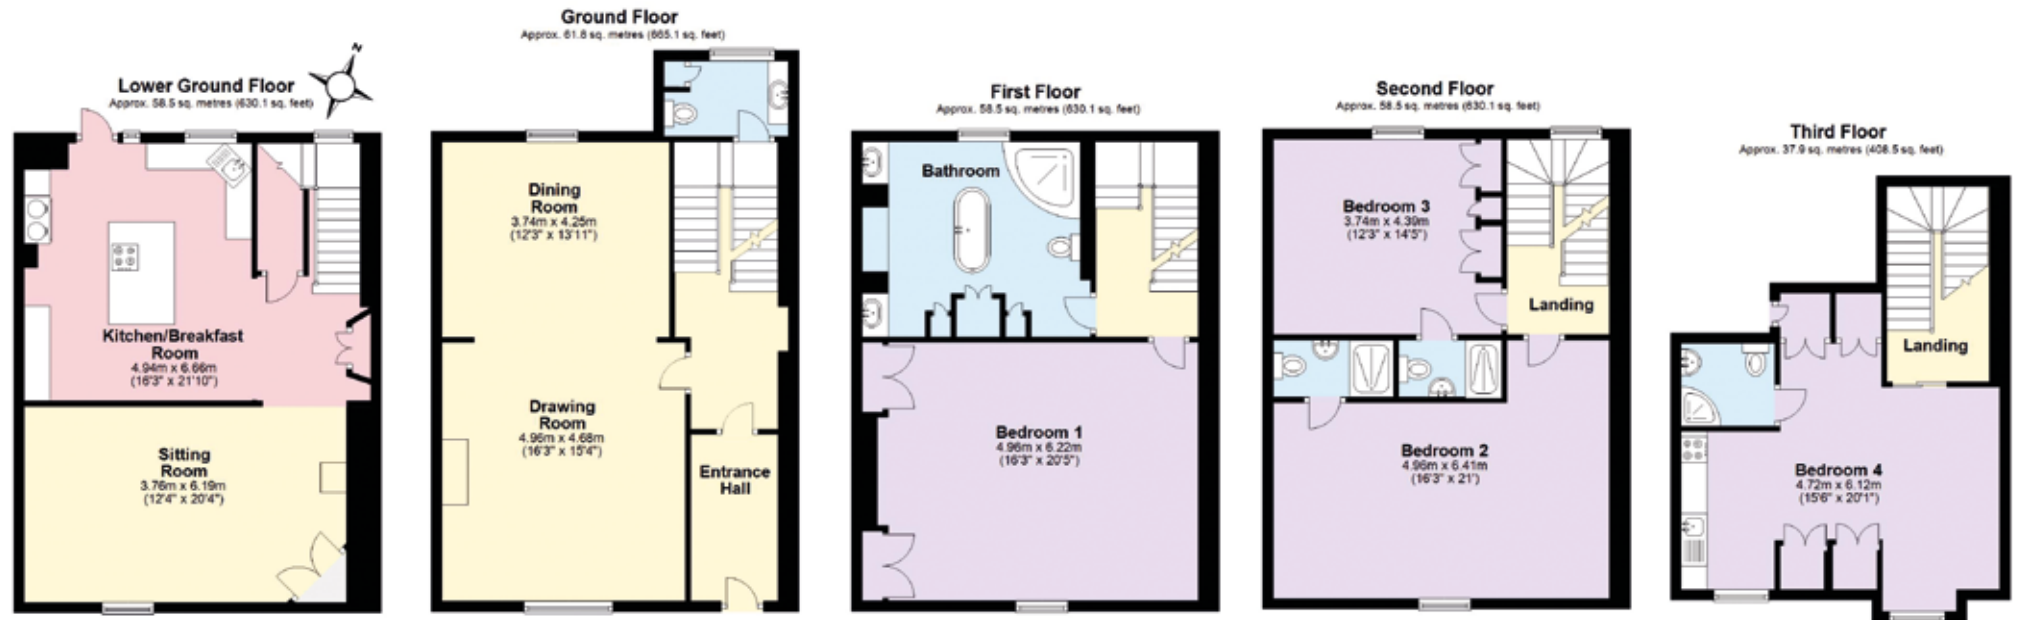 Lower Ground Floor
Approx. 58.5 sq. metres (630.1 sq. feet)
N
Kitchen/Breakfast
Room
4.94m x 6.66m
(16'3" x 21'10")
Sitting
Room
3.76m x 6.19m
(12'4" x 20'4")
Ground Floor
Approx. 61.8 sq. metres (665.1 sq. feet)
Dining
Room
3.74m x 4.25m
(12'3" x 13'11")
Drawing
Room
4.96m x 4.68m
(16'3" x 15'4")
Entrance
Hall
First Floor
Approx. 58.5 sq. metres (630.1 sq. feet)
Bathroom
Bedroom 1
4.96m x 6.22m
(16'3" x 20'5")
Second Floor
Approx. 58.5 sq. metres (630.1 sq. feet)
Bedroom 3
3.74m x 4.39m
(12'3" x 14'5")
Landing
Bedroom 2
4.96m x 6.41m
(16'3" x 21')
Third Floor
Approx. 37.9 sq. metres (408.5 sq. feet)
Landing
Bedroom 4
4.72m x 6.12m
(15'6" x 20'1")